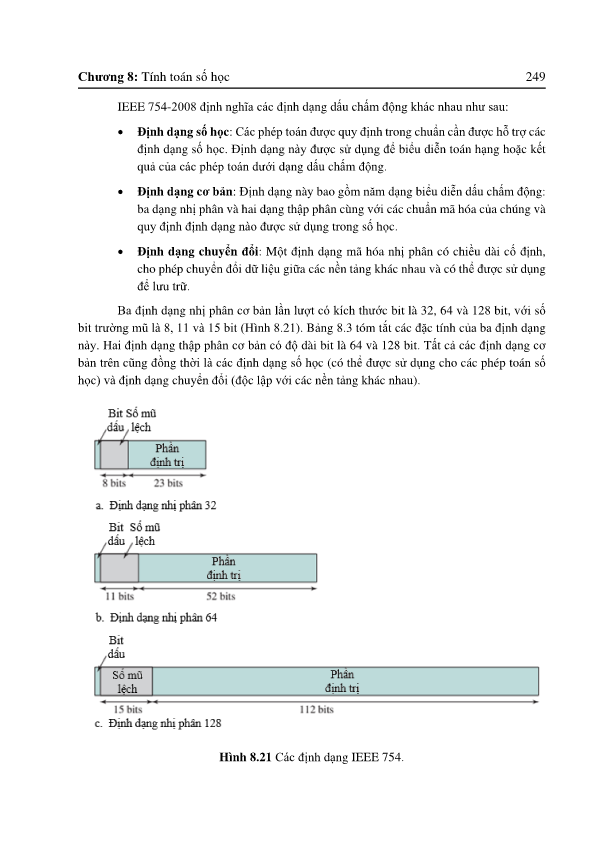 Chương 8: Tính toán số học 249
IEEE 754-2008 định nghĩa các định dạng dấu chấm động khác nhau như sau:
• Định dạng số học: Các phép toán được quy định trong chuẩn cần được hỗ trợ các
định dạng số học. Định dạng này được sử dụng để biểu diễn toán hạng hoặc kết
quả của các phép toán dưới dạng dấu chấm động.
• Định dạng cơ bản: Định dạng này bao gồm năm dạng biểu diễn dấu chấm động:
ba dạng nhị phân và hai dạng thập phân cùng với các chuẩn mã hóa của chúng và
quy định định dạng nào được sử dụng trong số học.
• Định dạng chuyển đổi: Một định dạng mã hóa nhị phân có chiều dài cố định,
cho phép chuyển đổi dữ liệu giữa các nền tảng khác nhau và có thể được sử dụng
để lưu trữ.
Ba định dạng nhị phân cơ bản lần lượt có kích thước bit là 32, 64 và 128 bit, với số
bit trường mũ là 8, 11 và 15 bit (Hình 8.21). Bảng 8.3 tóm tắt các đặc tính của ba định dạng
này. Hai định dạng thập phân cơ bản có độ dài bit là 64 và 128 bit. Tất cả các định dạng cơ
bản trên cũng đồng thời là các định dạng số học (có thể được sử dụng cho các phép toán số
học) và định dạng chuyển đổi (độc lập với các nền tảng khác nhau).
Bit Số mũ
dấu lệch
Phần
định trị
8 bits 23 bits
a. Định dạng nhị phân 32
Bit Số mũ
dấu lệch
Phần
định trị
11 bits 52 bits
b. Định dạng nhị phân 64
Bit
dấu
Số mũ Phần
lệch định trị
15 bits 112 bits
c. Định dạng nhị phân 128
Hình 8.21 Các định dạng IEEE 754.